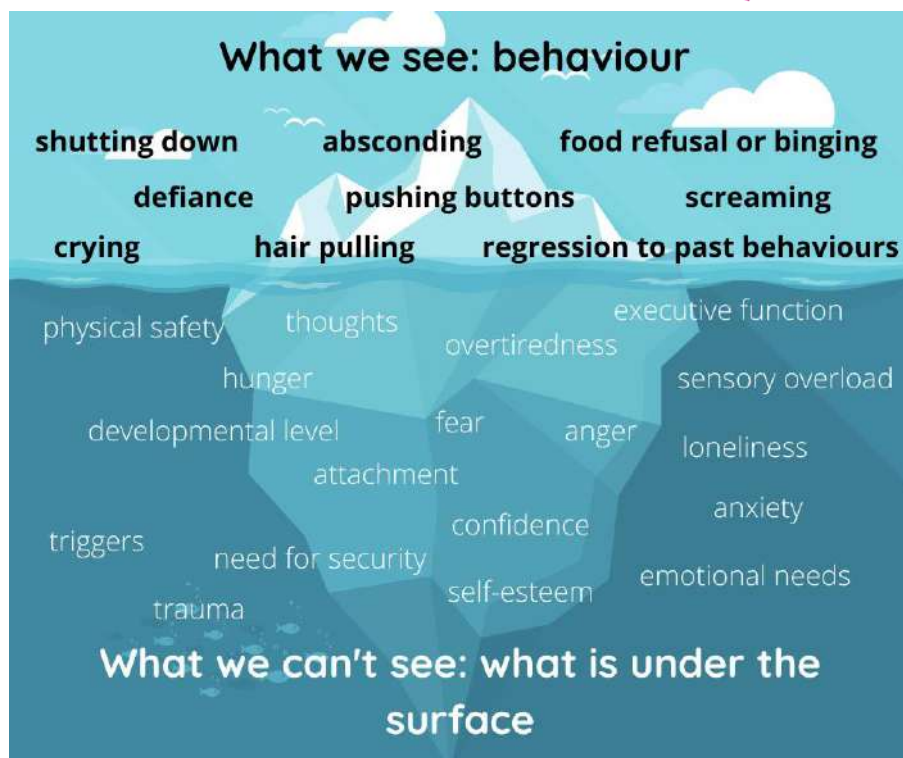 What we see: behaviour
shutting down absconding food refusal or binging
defiance pushing buttons screaming
crying hair pulling regression to past behaviours
physical safety thoughts executive function
overtiredness
hunger sensory overload
developmental level fear anger loneliness
attachment
confidence anxiety
triggers need for security emotional needs
trauma self-esteem
What we can't see: what is under the
surface